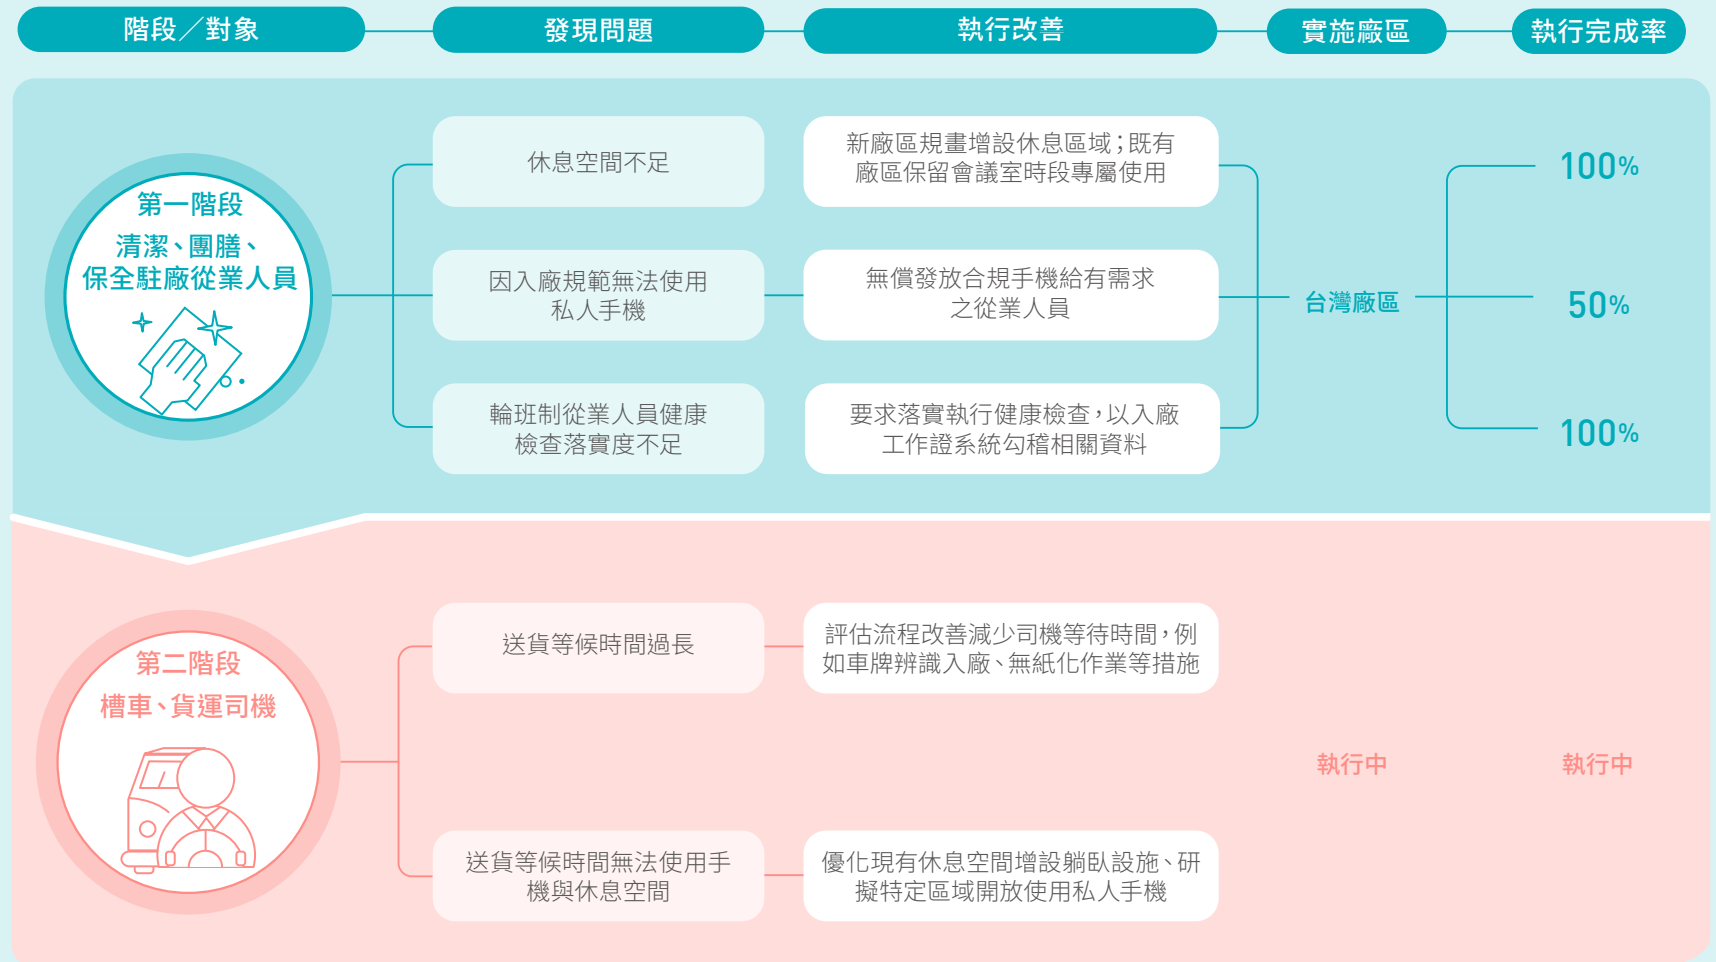 階段／對象
發現問題
執行改善
實施廠區
執行完成率
第一階段
清潔、團膳、
保全駐廠從業人員
休息空間不足
新廠區規畫增設休息區域；既有
廠區保留會議室時段專屬使用
100%
因入廠規範無法使用
私人手機
無償發放合規手機給有需求
之從業人員
台灣廠區
50%
輪班制從業人員健康
檢查落實度不足
要求落實執行健康檢查，以入廠
工作證系統勾稽相關資料
100%
第二階段
槽車、貨運司機
送貨等候時間過長
評估流程改善減少司機等待時間，例
如車牌辨識入廠、無紙化作業等措施
執行中
執行中
送貨等候時間無法使用手
機與休息空間
優化現有休息空間增設躺臥設施、研
擬特定區域開放使用私人手機